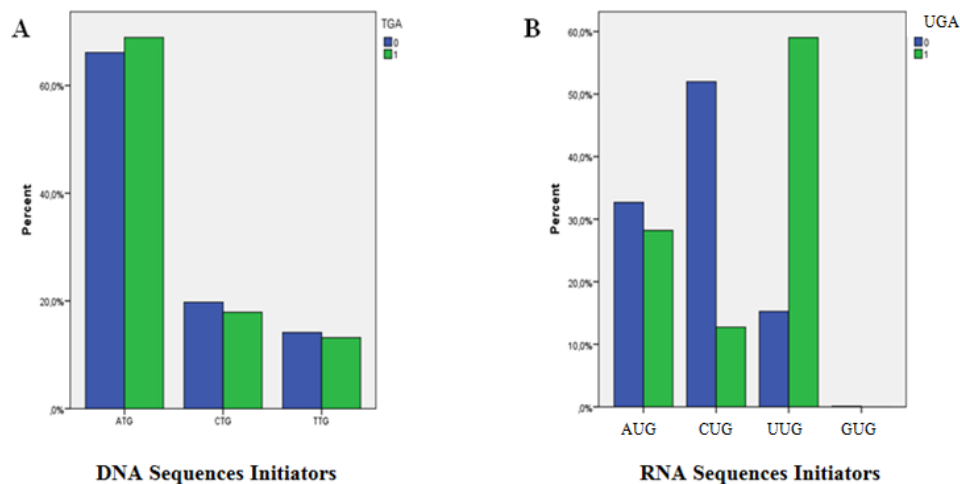 A
TGA
0
1
Percent
60,0%
40,0%
20,0%
,0%
ATG CTG TTG
DNA Sequences Initiators
B
UGA
0
1
Percent
60,0%
50,0%
40,0%
30,0%
20,0%
10,0%
,0%
AUG CUG UUG GUG
RNA Sequences Initiators